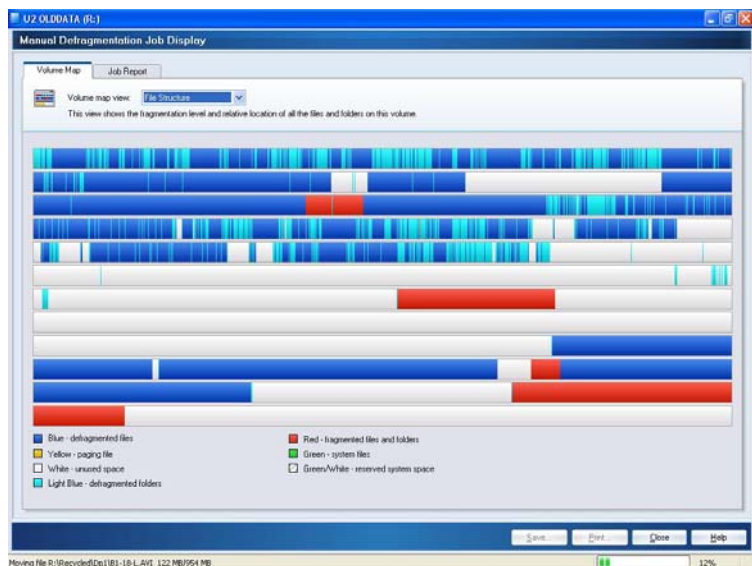 U2 OLDDATA (R:)
Manual Defragmentation Job Display
Volume Map Job Report
Volume map view: File Structure
This view shows the fragmentation level and relative location of all the files and folders on this volume.
Blue - defragmented files
Red - fragmented files and folders
Yellow - paging file
Green - system files
White - unused space
Green/White - reserved system space
Light Blue - defragmented folders
Save... Print... Close Help
Moving file R:\Recycled\Dp1\B1-18-L.AVI 122 MB/954 MB
12%